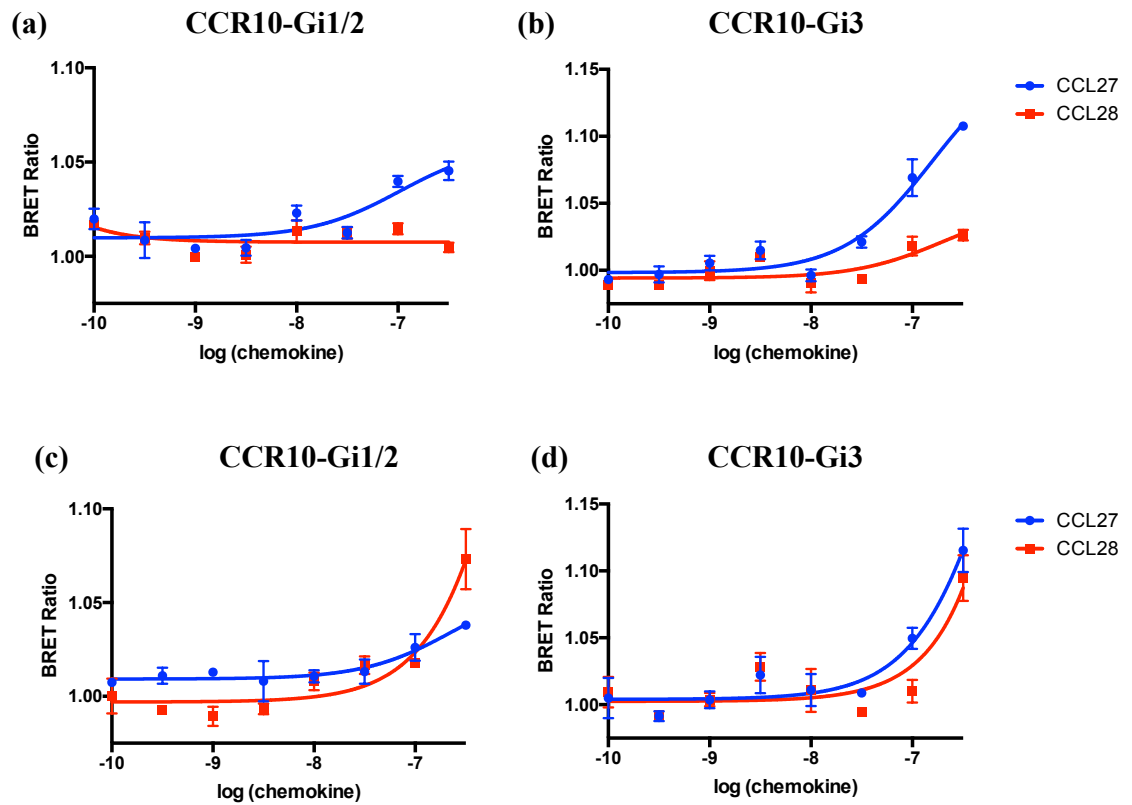 (a) CCR10-Gi1/2
(b) CCR10-Gi3
1.10
1.05
1.00
BRET Ratio
-10 -9 -8 -7
log (chemokine)
1.15
1.10
1.05
1.00
BRET Ratio
-10 -9 -8 -7
log (chemokine)
CCL27
CCL28
(c) CCR10-Gi1/2
(d) CCR10-Gi3
1.10
1.05
1.00
BRET Ratio
-10 -9 -8 -7
log (chemokine)
1.15
1.10
1.05
1.00
BRET Ratio
-10 -9 -8 -7
log (chemokine)
CCL27
CCL28